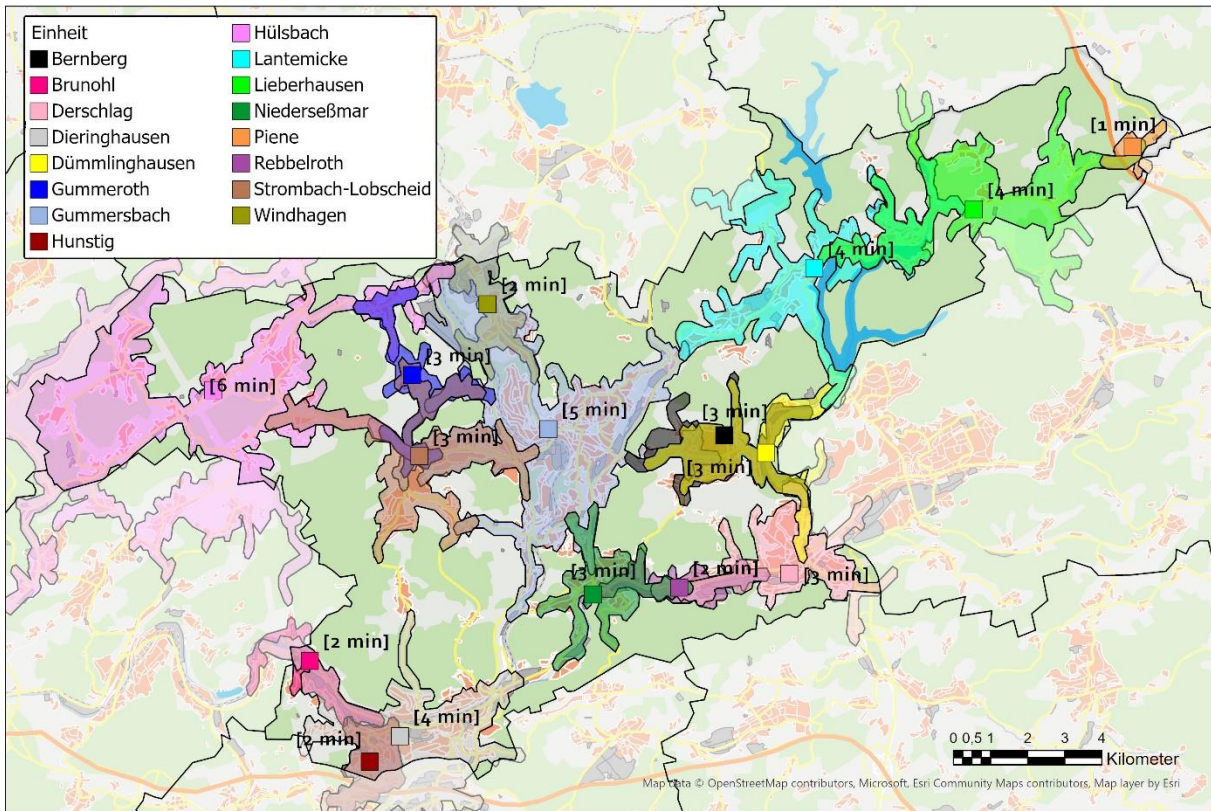 Einheit
Bernberg
Brunohl
Derschlag
Dieringhausen
Dümmlinghausen
Gummeroth
Gummersbach
Hunstig
Hülsbach
Lantemicke
Lieberhausen
Niederseßmar
Piene
Rebbelroth
Strombach-Lobscheid
Windhagen
[1 min]
[4 min]
[4 min]
[2 min]
[3 min]
[6 min]
[5 min]
[3 min]
[3 min]
[3 min]
[3 min]
[2 min]
[3 min]
[2 min]
[4 min]
[2 min]
0 0,5 1 2 3 4
Kilometer
Map data © OpenStreetMap contributors, Microsoft, Esri Community Maps contributors, Map layer by Esri